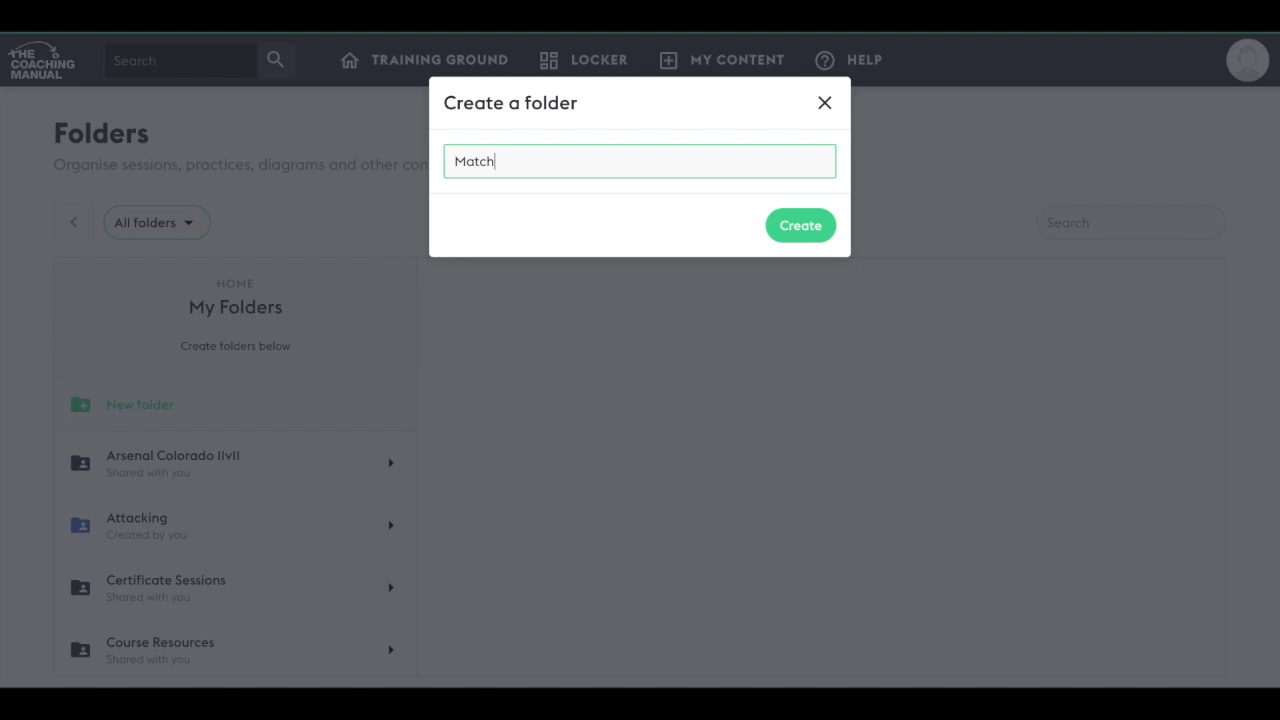 THE
COACHING
MANUAL
Search
TRAINING GROUND
LOCKER
MY CONTENT
HELP
Create a folder
Match
Create
Folders
Organise sessions, practices, diagrams and other con
All folders
Search
HOME
My Folders
Create folders below
New folder
Arsenal Colorado 11v11
Shared with you
Attacking
Created by you
Certificate Sessions
Shared with you
Course Resources
Shared with you